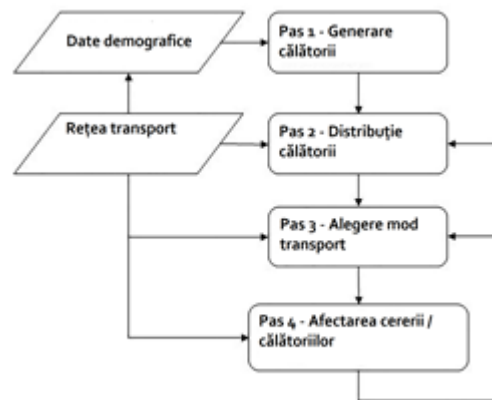 Date demografice
Pas 1 - Generare
călătorii
Rețea transport
Pas 2 - Distribuție
călătorii
Pas 3 - Alegere mod
transport
Pas 4 - Afectarea cererii /
călătoriilor